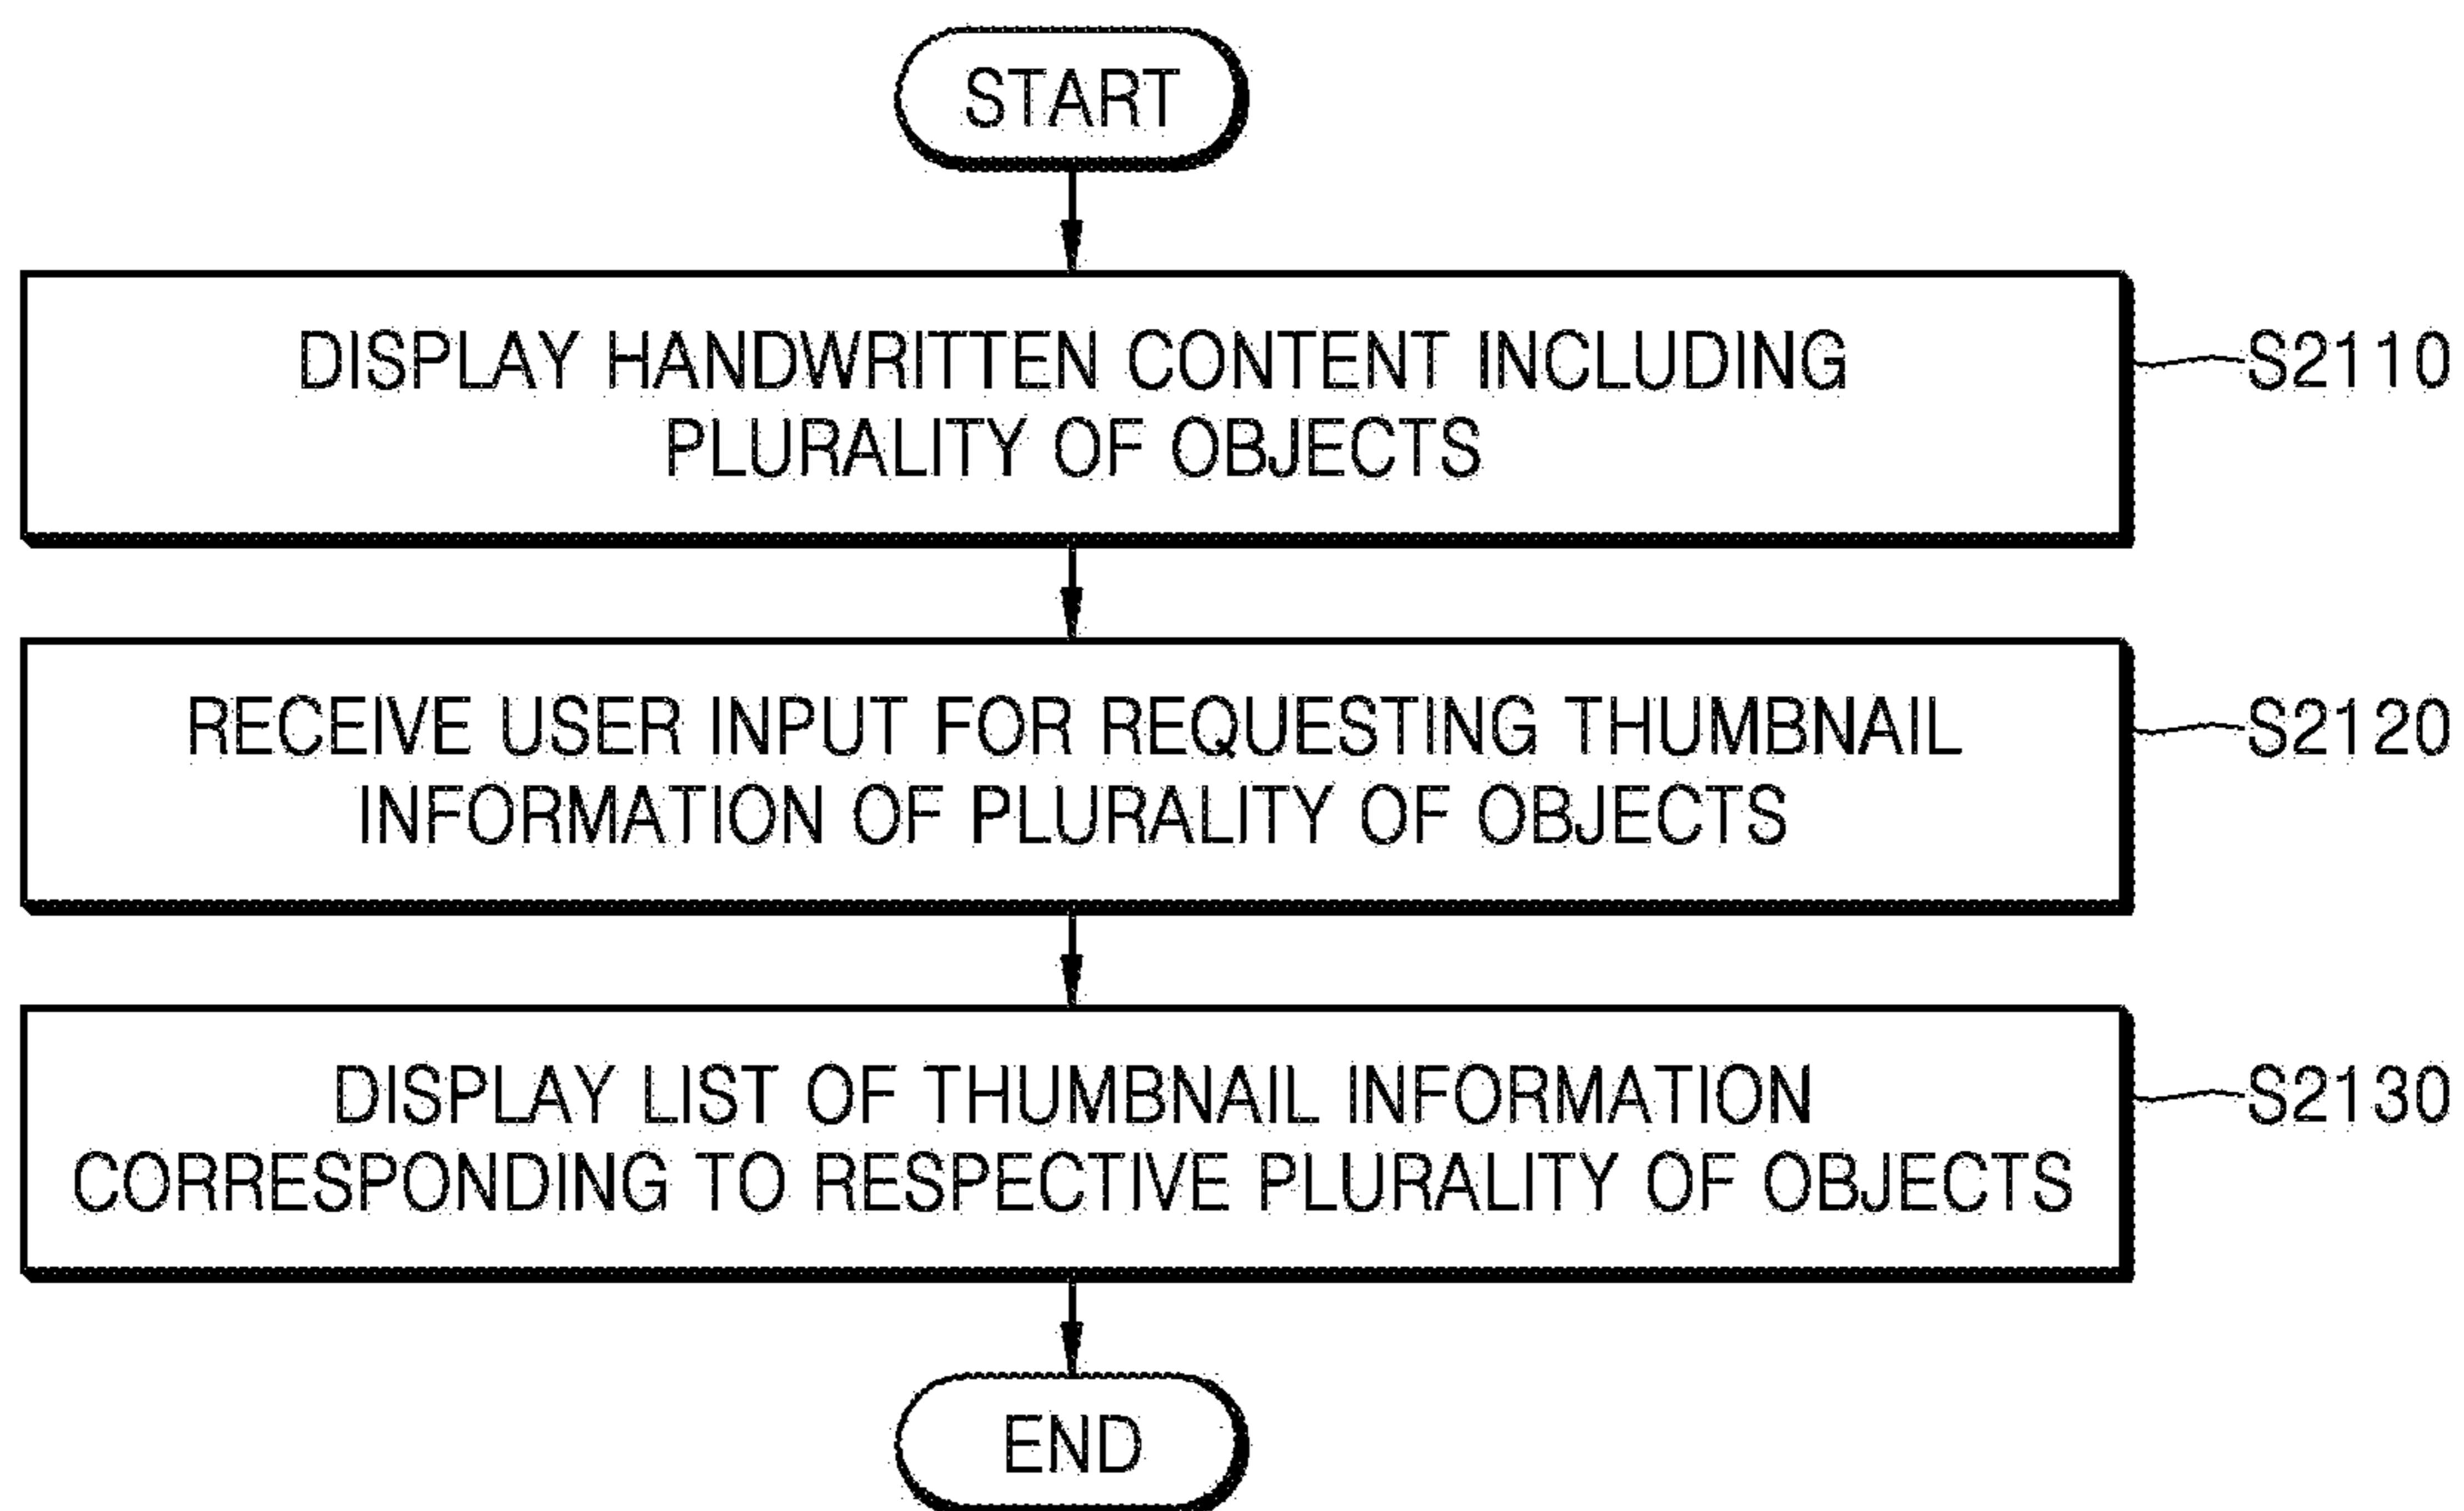 START
DISPLAY HANDWRITTEN CONTENT INCLUDING
PLURALITY OF OBJECTS
S2110
RECEIVE USER INPUT FOR REQUESTING THUMBNAIL
INFORMATION OF PLURALITY OF OBJECTS
S2120
DISPLAY LIST OF THUMBNAIL INFORMATION
CORRESPONDING TO RESPECTIVE PLURALITY OF OBJECTS
S2130
END